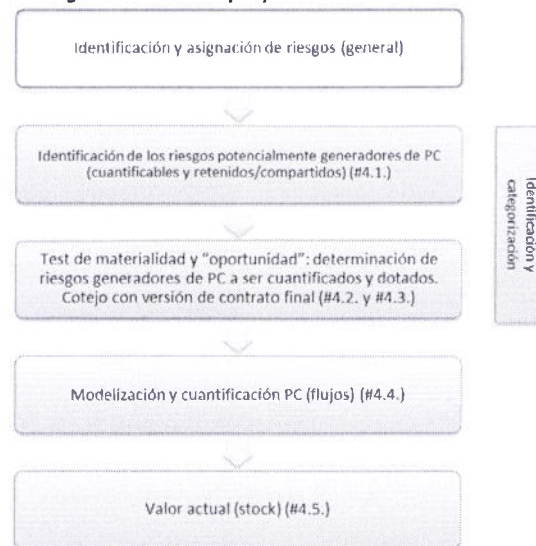 Identificación y asignación de riesgos (general)
Identificación de los riesgos potencialmente generadores de PC
(cuantificables y retenidos/compartidos) (#4.1.)
Identificación y
categorización
Test de materialidad y "oportunidad": determinación de
riesgos generadores de PC a ser cuantificados y dotados.
Cotejo con versión de contrato final (#4.2. y #4.3.)
Modelización y cuantificación PC (flujos) (#4.4.)
Valor actual (stock) (#4.5.)